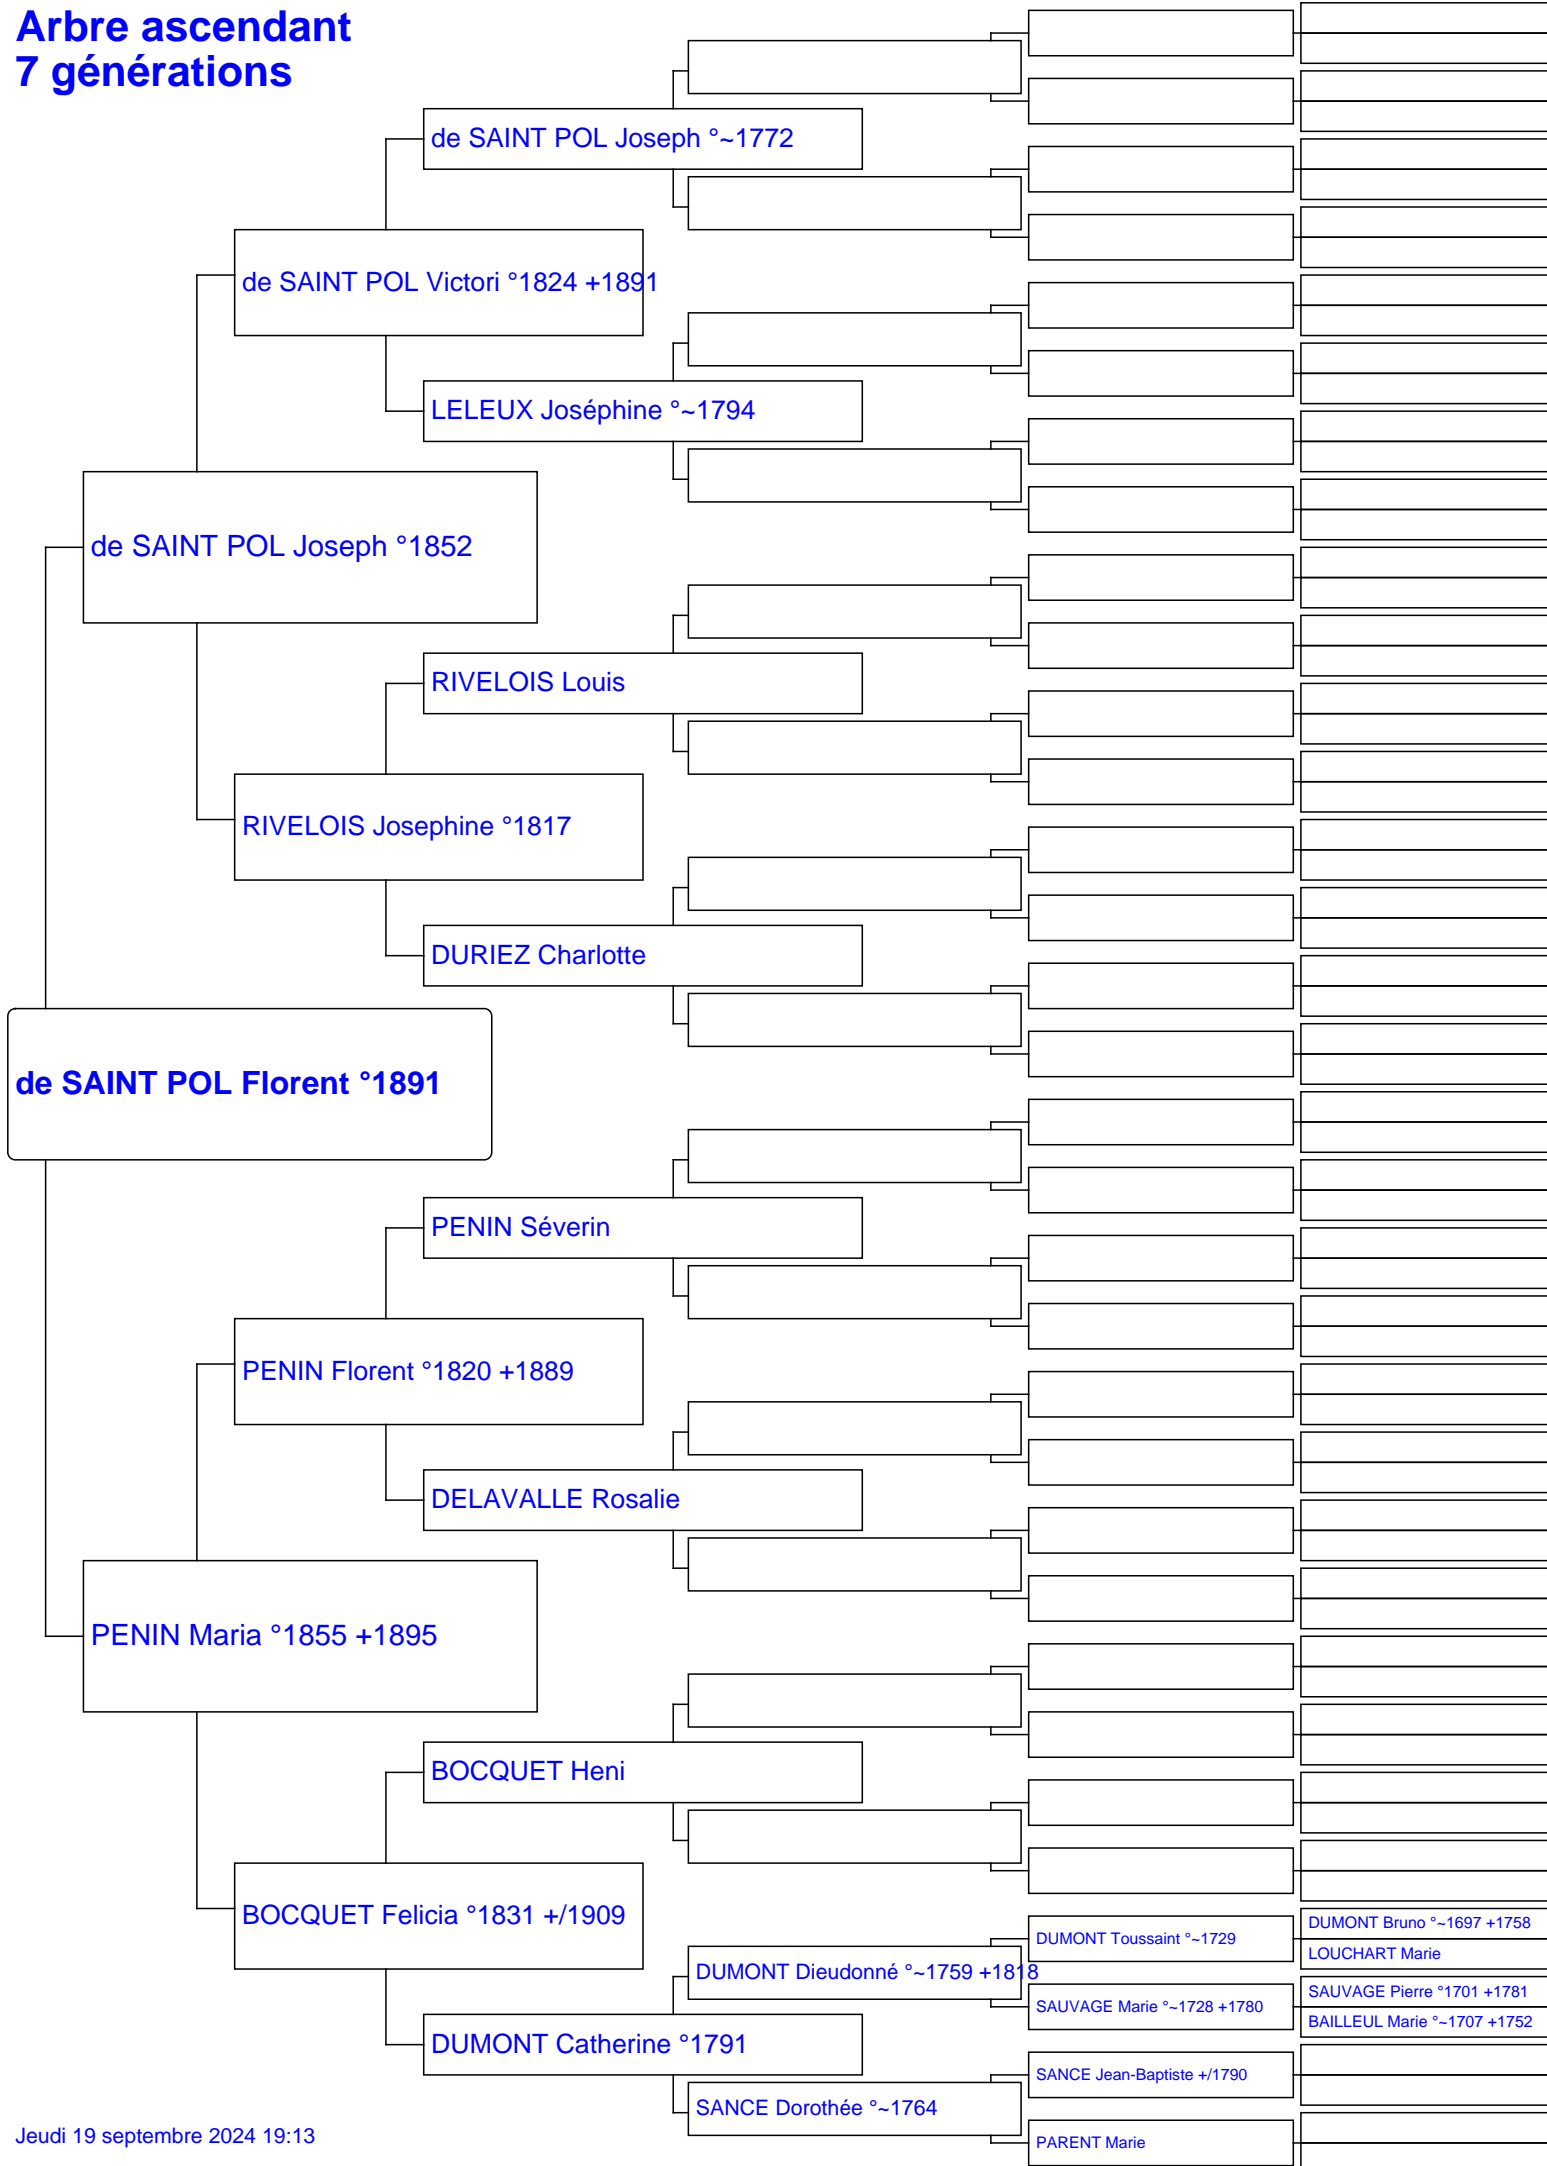 Arbre ascendant
7 générations
de SAINT POL Joseph °~1772
de SAINT POL Victori °1824 +1891
LELEUX Joséphine °~1794
de SAINT POL Joseph °1852
RIVELOIS Louis
RIVELOIS Josephine °1817
DURIEZ Charlotte
de SAINT POL Florent °1891
PENIN Séverin
PENIN Florent °1820 +1889
DELAVALLE Rosalie
PENIN Maria °1855 +1895
BOCQUET Heni
BOCQUET Felicia °1831 +/1909
DUMONT Bruno °~1697 +1758
DUMONT Toussaint °~1729
LOUCHART Marie
DUMONT Dieudonné °~1759 +1818
SAUVAGE Pierre °1701 +1781
SAUVAGE Marie °~1728 +1780
BAILLEUL Marie °~1707 +1752
DUMONT Catherine °1791
SANCE Jean-Baptiste +/1790
SANCE Dorothée °~1764
PARENT Marie
Jeudi 19 septembre 2024 19:13